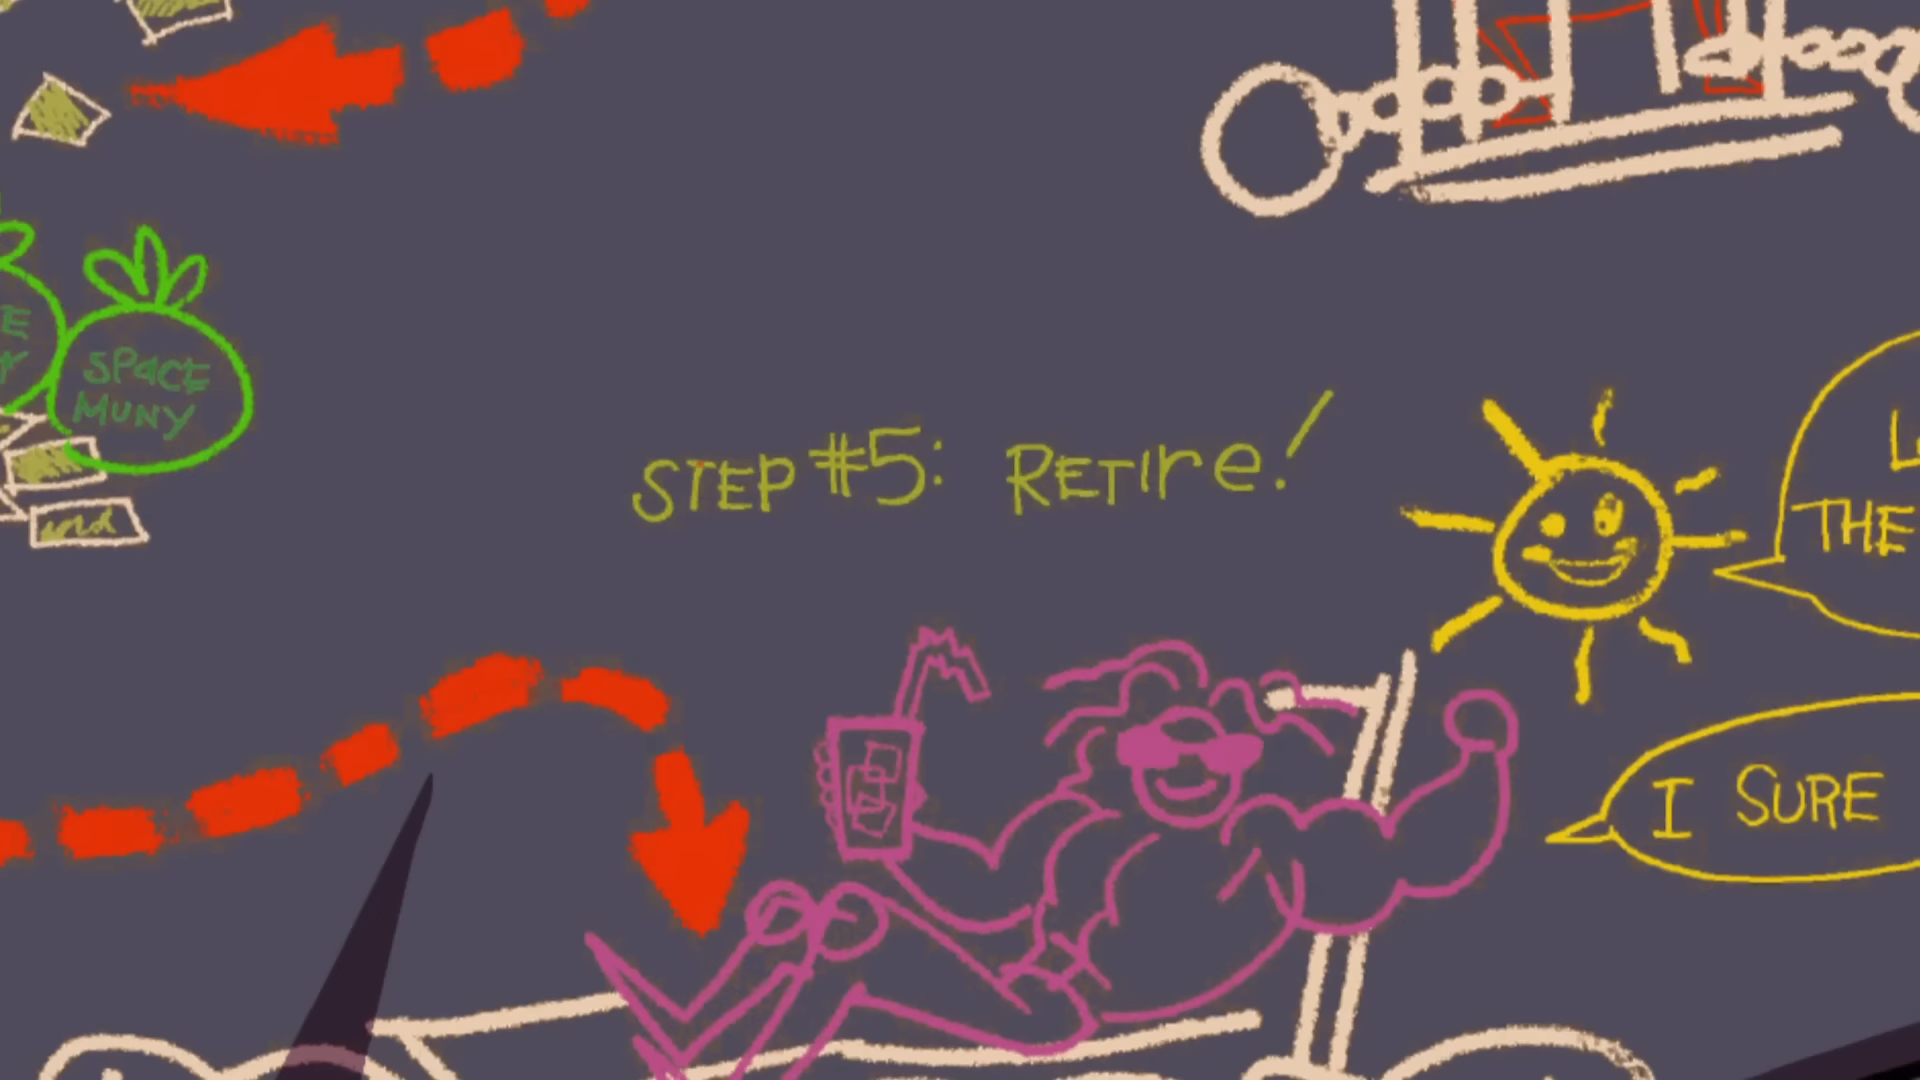 SPACE
MUNY
STEP #5: RETIre!
THE
I SURE